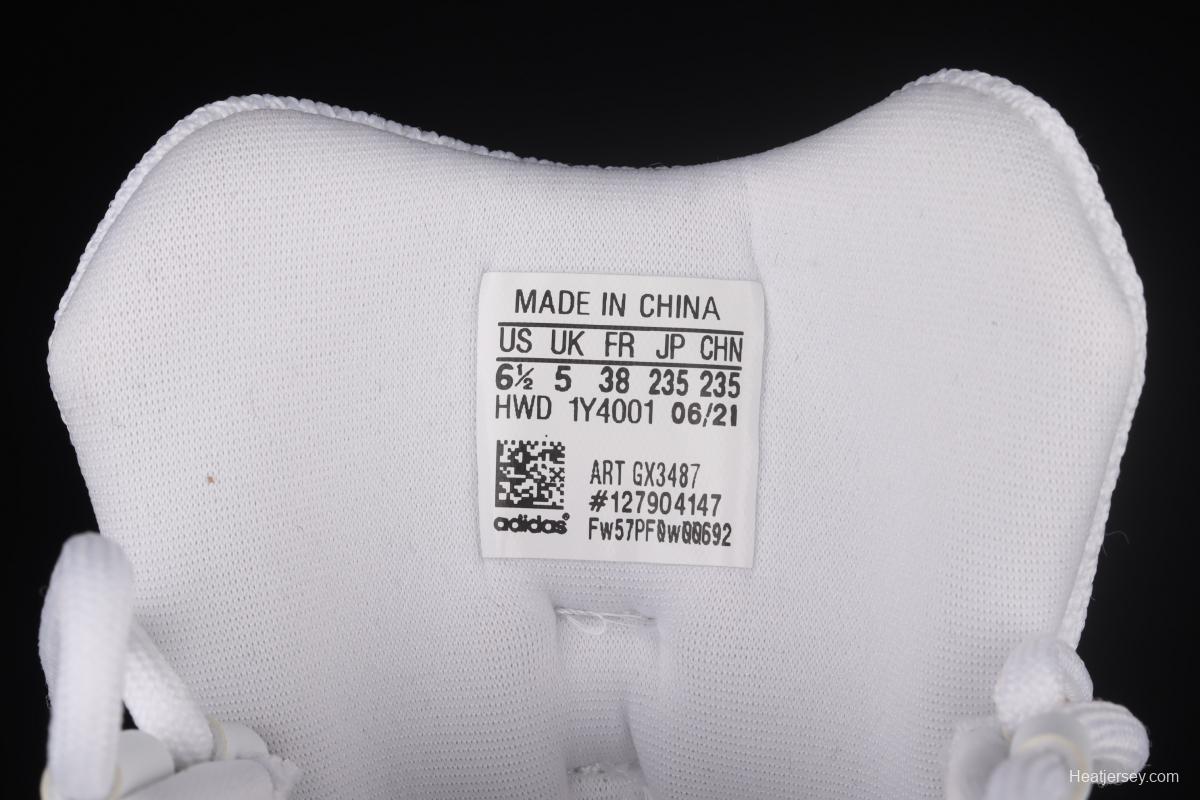 MADE IN CHINA
US UK FR JP CHN
6½ 5 38 235 235
HWD 1Y4001 06/21
ART GX3487
#127904147
adidas®
Fw57PF0w00692
Heatjersey.com